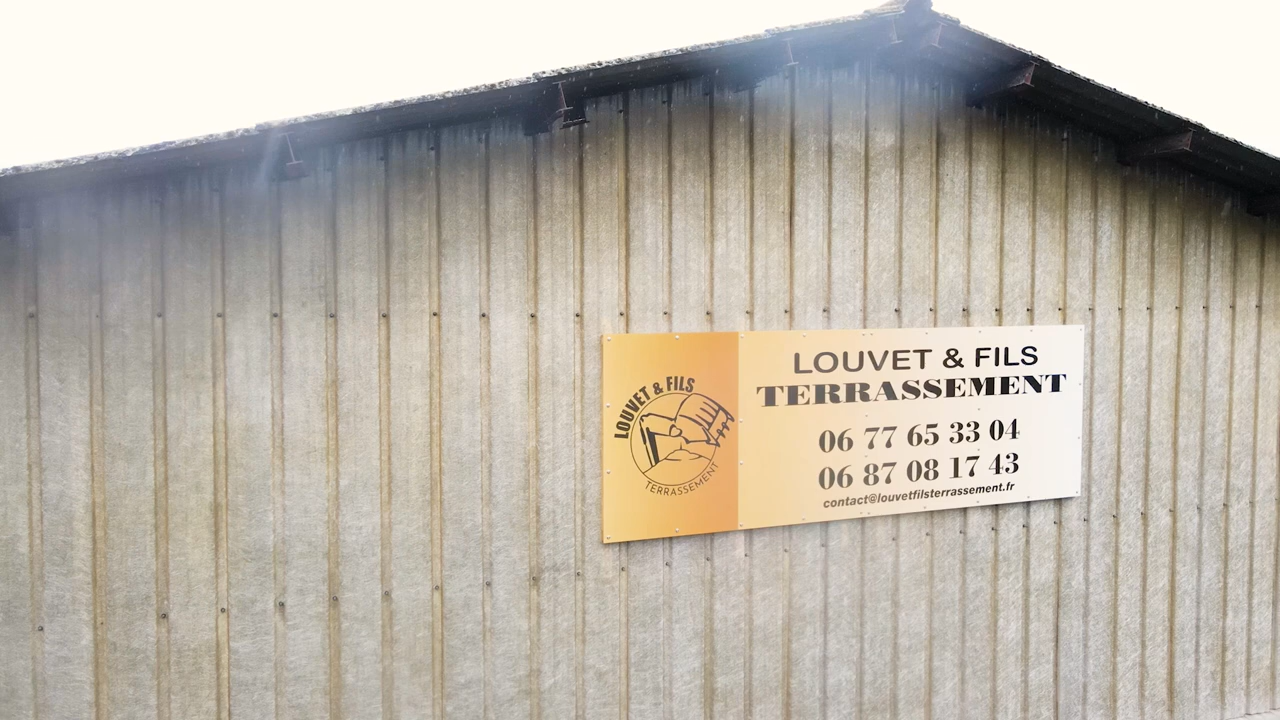 LOUVET & FILS
TERRASSEMENT
LOUVET & FILS
TERRASSEMENT
06 77 65 33 04
06 87 08 17 43
contact@louvetfilsterrassement.fr